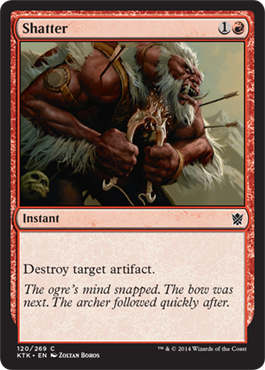 Shatter 1
Instant
Destroy target artifact.
The ogre's mind snapped. The bow was
next. The archer followed quickly after.
120/269 C
KTK • EN ZOLTAN BOROS
™ & © 2014 Wizards of the Coast